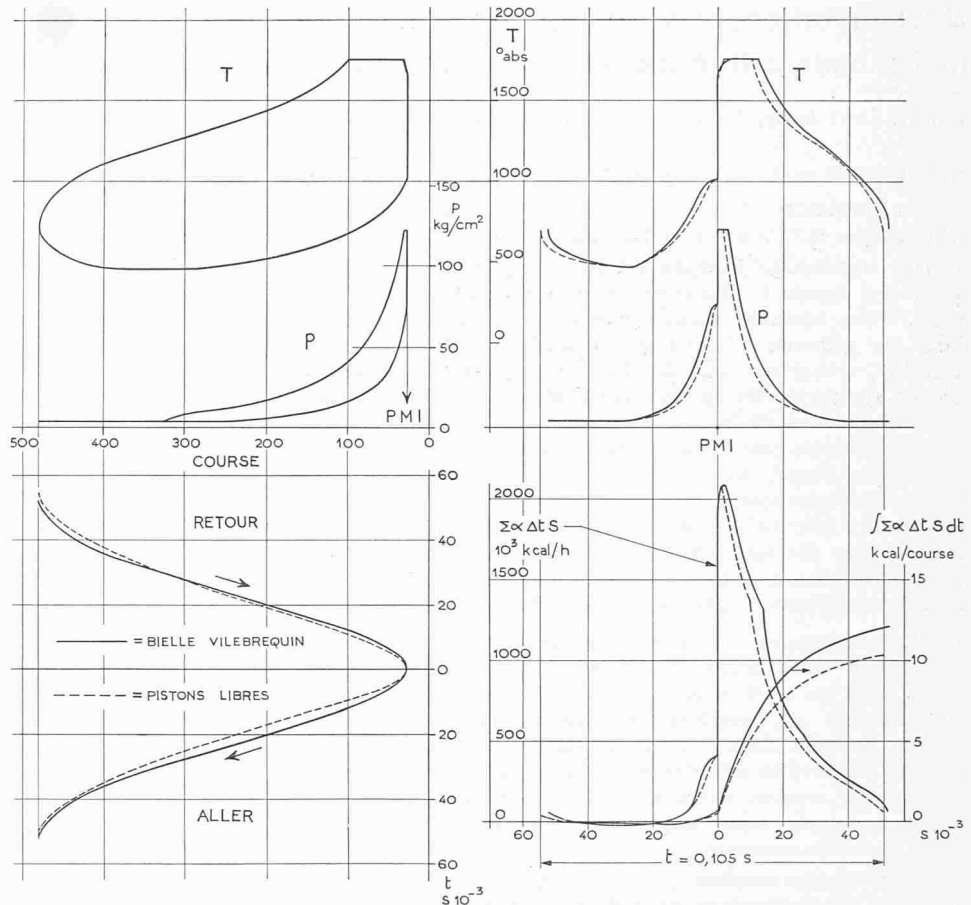 2000
T
°abs
T
T
1500
1000
150
P
kg/cm²
100
500
P
P
50
0
PMI
0
500
400
300
200
100
0
COURSE
PMI
60
RETOUR
40
20
= BIELLE VILEBREQUIN
0
= PISTONS LIBRES
20
40
ALLER
60
t
s 10⁻³
2000
Σ∝ Δt S
10³ kcal/h
∫Σ∝ Δt S dt
kcal/course
1500
15
1000
10
500
5
0
0
60
40
20
0
20
40
s 10⁻³
t = 0,105 s